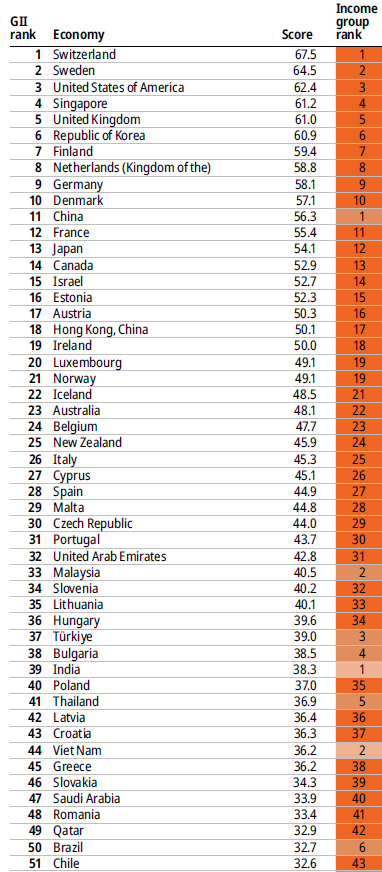 GII rank Economy Score Income group rank
1 Switzerland 67.5 1
2 Sweden 64.5 2
3 United States of America 62.4 3
4 Singapore 61.2 4
5 United Kingdom 61.0 5
6 Republic of Korea 60.9 6
7 Finland 59.4 7
8 Netherlands (Kingdom of the) 58.8 8
9 Germany 58.1 9
10 Denmark 57.1 10
11 China 56.3 1
12 France 55.4 11
13 Japan 54.1 12
14 Canada 52.9 13
15 Israel 52.7 14
16 Estonia 52.3 15
17 Austria 50.3 16
18 Hong Kong, China 50.1 17
19 Ireland 50.0 18
20 Luxembourg 49.1 19
21 Norway 49.1 19
22 Iceland 48.5 21
23 Australia 48.1 22
24 Belgium 47.7 23
25 New Zealand 45.9 24
26 Italy 45.3 25
27 Cyprus 45.1 26
28 Spain 44.9 27
29 Malta 44.8 28
30 Czech Republic 44.0 29
31 Portugal 43.7 30
32 United Arab Emirates 42.8 31
33 Malaysia 40.5 2
34 Slovenia 40.2 32
35 Lithuania 40.1 33
36 Hungary 39.6 34
37 Türkiye 39.0 3
38 Bulgaria 38.5 4
39 India 38.3 1
40 Poland 37.0 35
41 Thailand 36.9 5
42 Latvia 36.4 36
43 Croatia 36.3 37
44 Viet Nam 36.2 2
45 Greece 36.2 38
46 Slovakia 34.3 39
47 Saudi Arabia 33.9 40
48 Romania 33.4 41
49 Qatar 32.9 42
50 Brazil 32.7 6
51 Chile 32.6 43